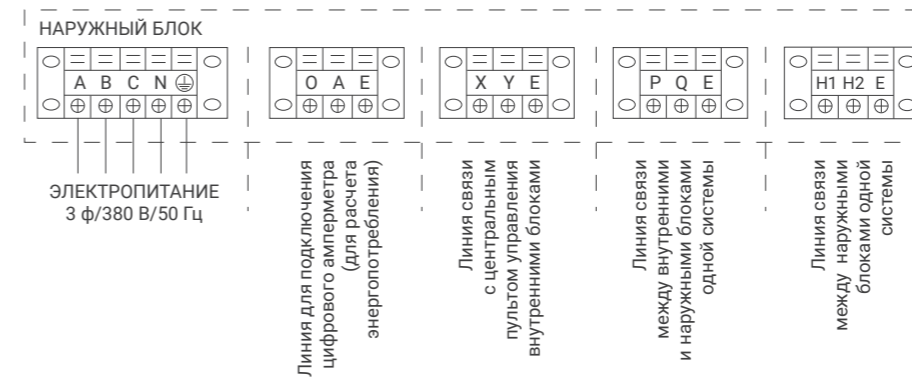 НАРУЖНЫЙ БЛОК
A B C N
O A E
X Y E
P Q E
H1 H2 E
ЭЛЕКТРОПИТАНИЕ
3 ф/380 В/50 Гц
Линия для подключения
цифрового амперметра
(для расчета
энергопотребления)
Линия связи
с центральным
пультом управления
внутренними блоками
Линия связи
между внутренними
и наружными блоками
одной системы
Линия связи
между наружными
блоками одной
системы